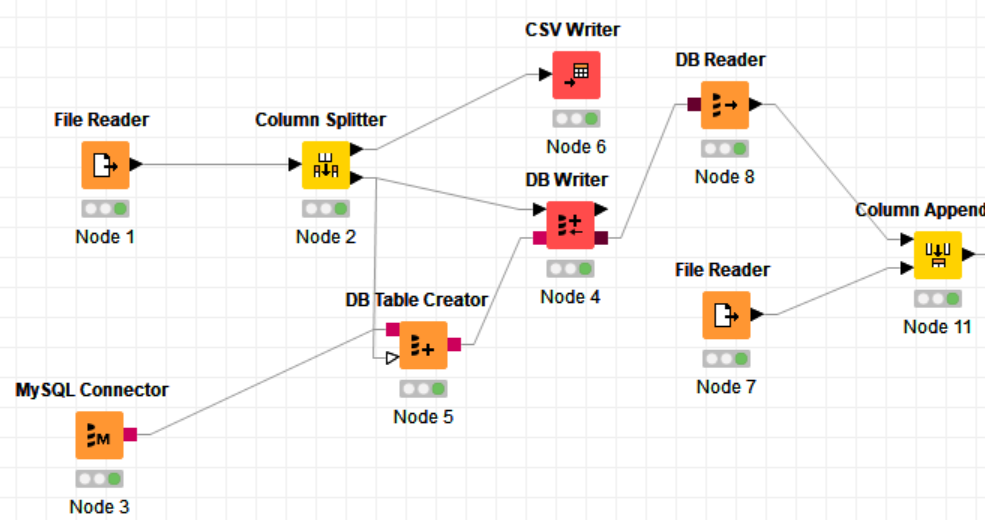 CSV Writer
DB Reader
File Reader
Column Splitter
Node 6
DB Writer
Node 8
Node 1
Node 2
Column Append
File Reader
Node 4
DB Table Creator
Node 11
Node 7
MySQL Connector
Node 5
M
Node 3